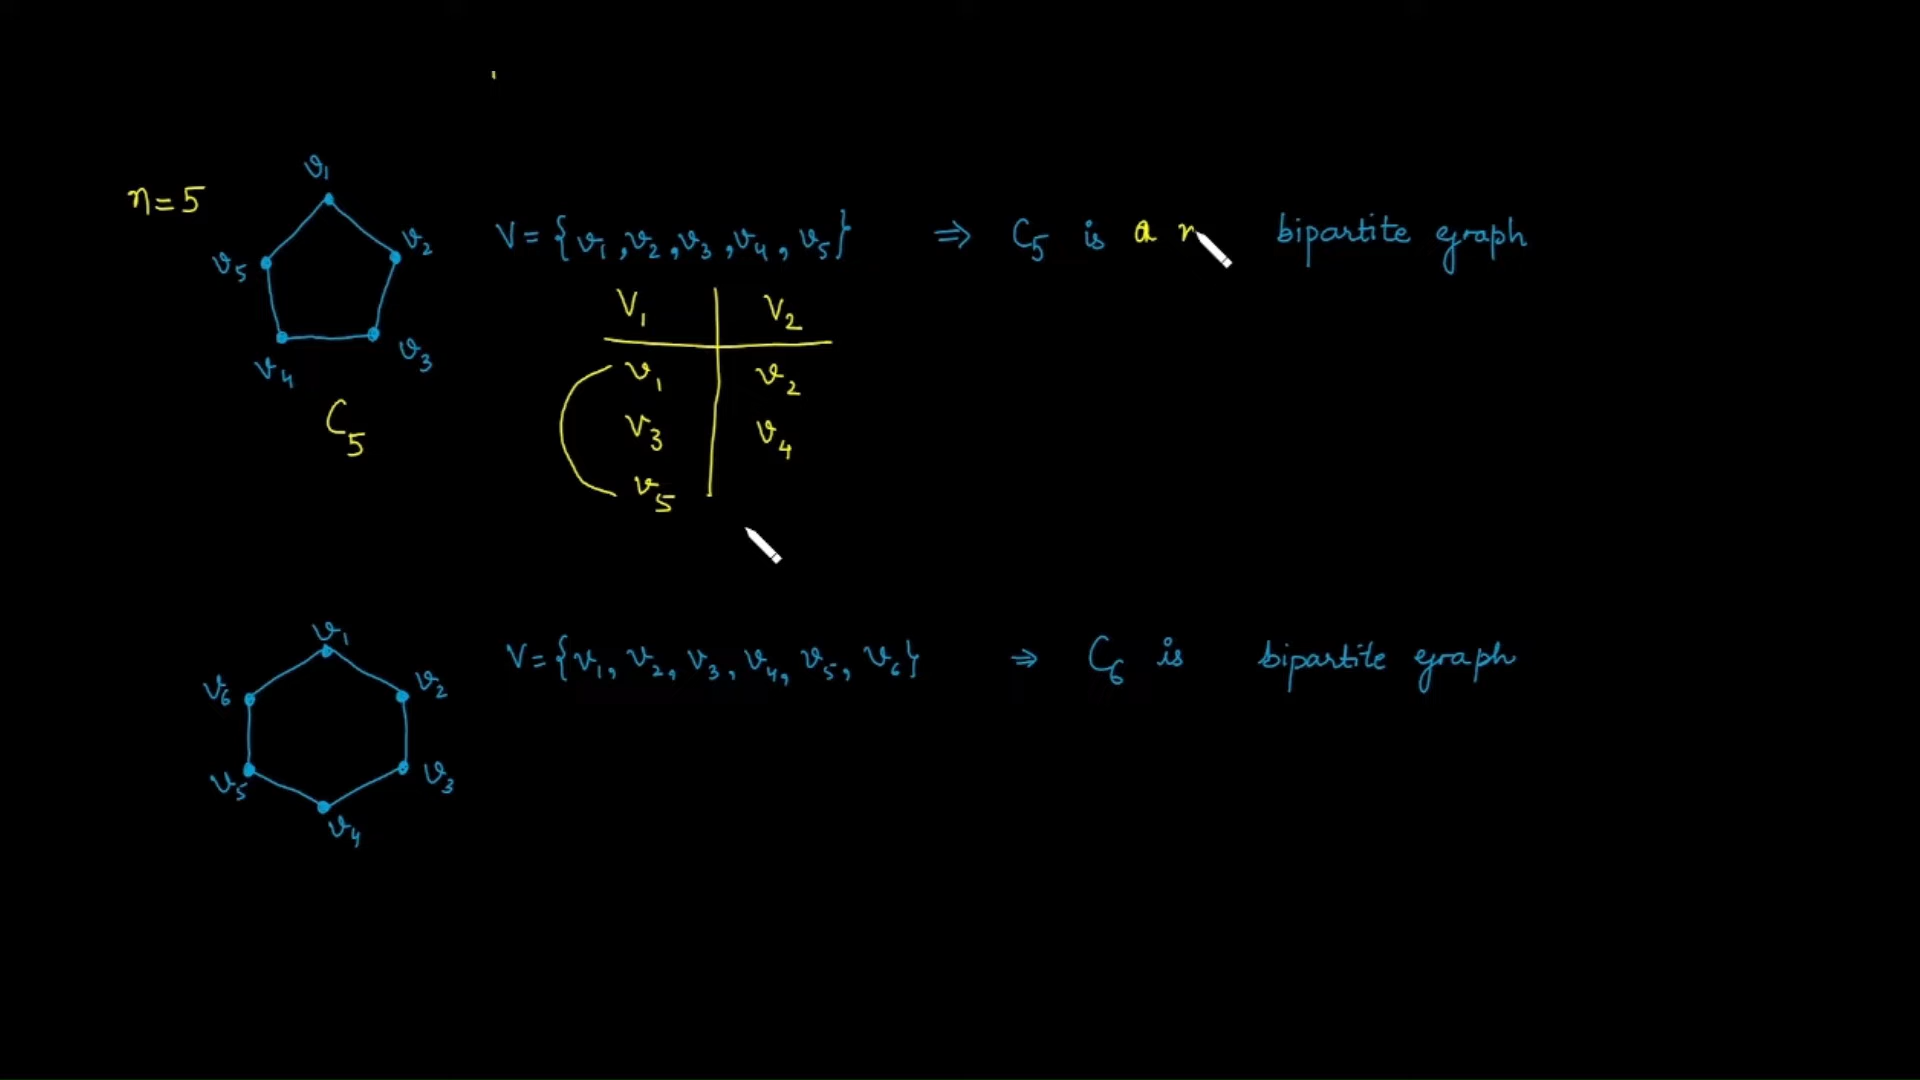 v1
n=5
v5
v2
v4
v3
C5
V = {v1, v2, v3, v4, v5} ⇒ C5 is a n bipartite graph
V1 V2
v1 v2
v3 v4
v5
v1
v6
v2
v5
v3
v4
V = {v1, v2, v3, v4, v5, v6} ⇒ C6 is bipartite graph